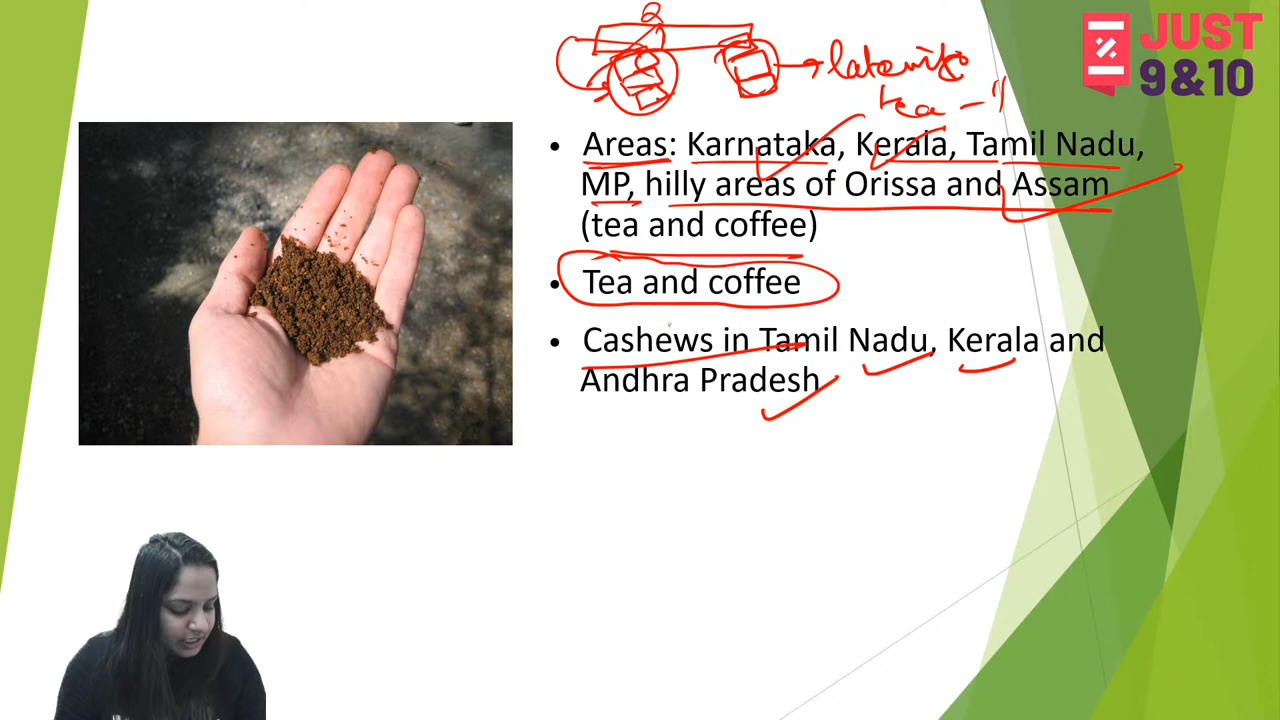 2
JUST
9 & 10
laterite
tea -
• Areas: Karnataka, Kerala, Tamil Nadu,
MP, hilly areas of Orissa and Assam
(tea and coffee)
• Tea and coffee
• Cashews in Tamil Nadu, Kerala and
Andhra Pradesh